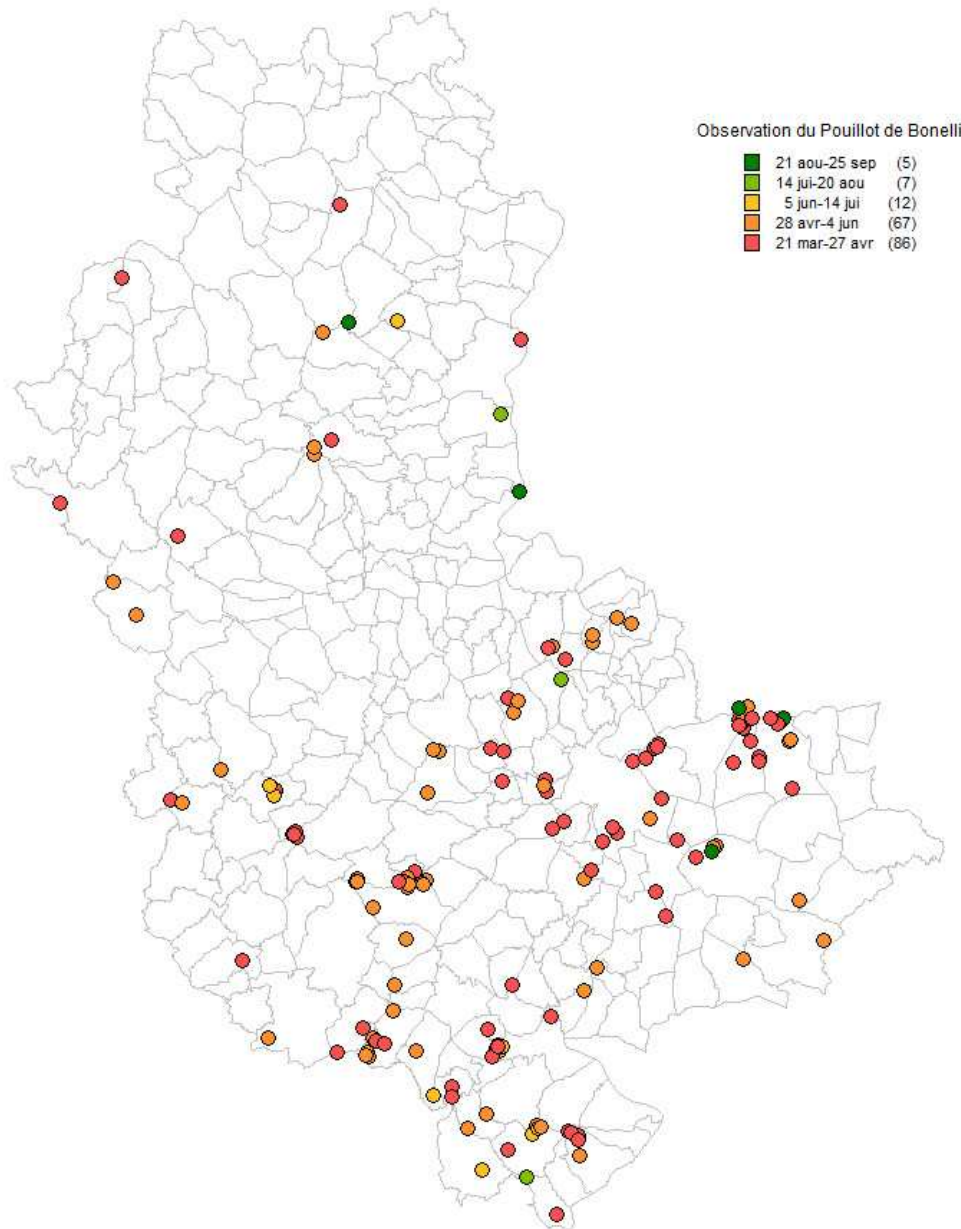 Observation du Pouillot de Bonelli
21 aou-25 sep (5)
14 jui-20 aou (7)
5 jun-14 jui (12)
28 avr-4 jun (67)
21 mar-27 avr (86)